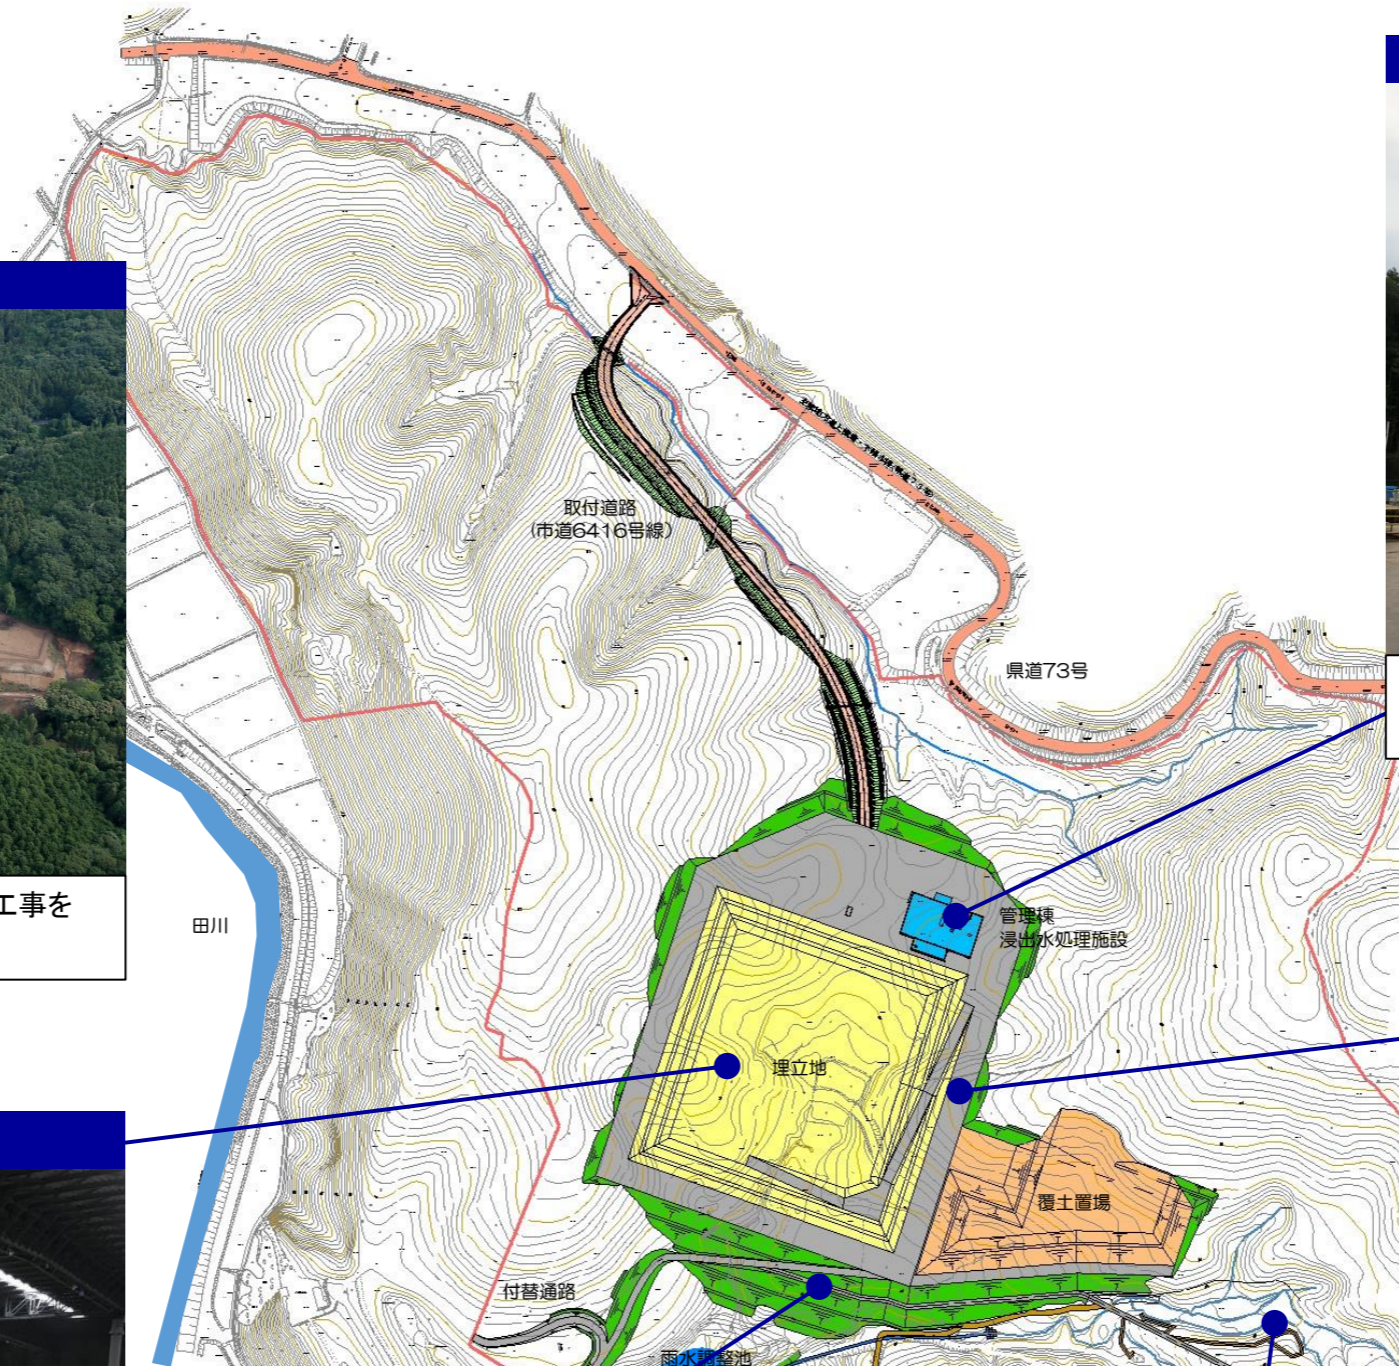 取付道路
(市道6416号線)
県道73号
工事を
田川
管理棟
浸出水処理施設
埋立地
覆土置場
付替通路
雨水調整池